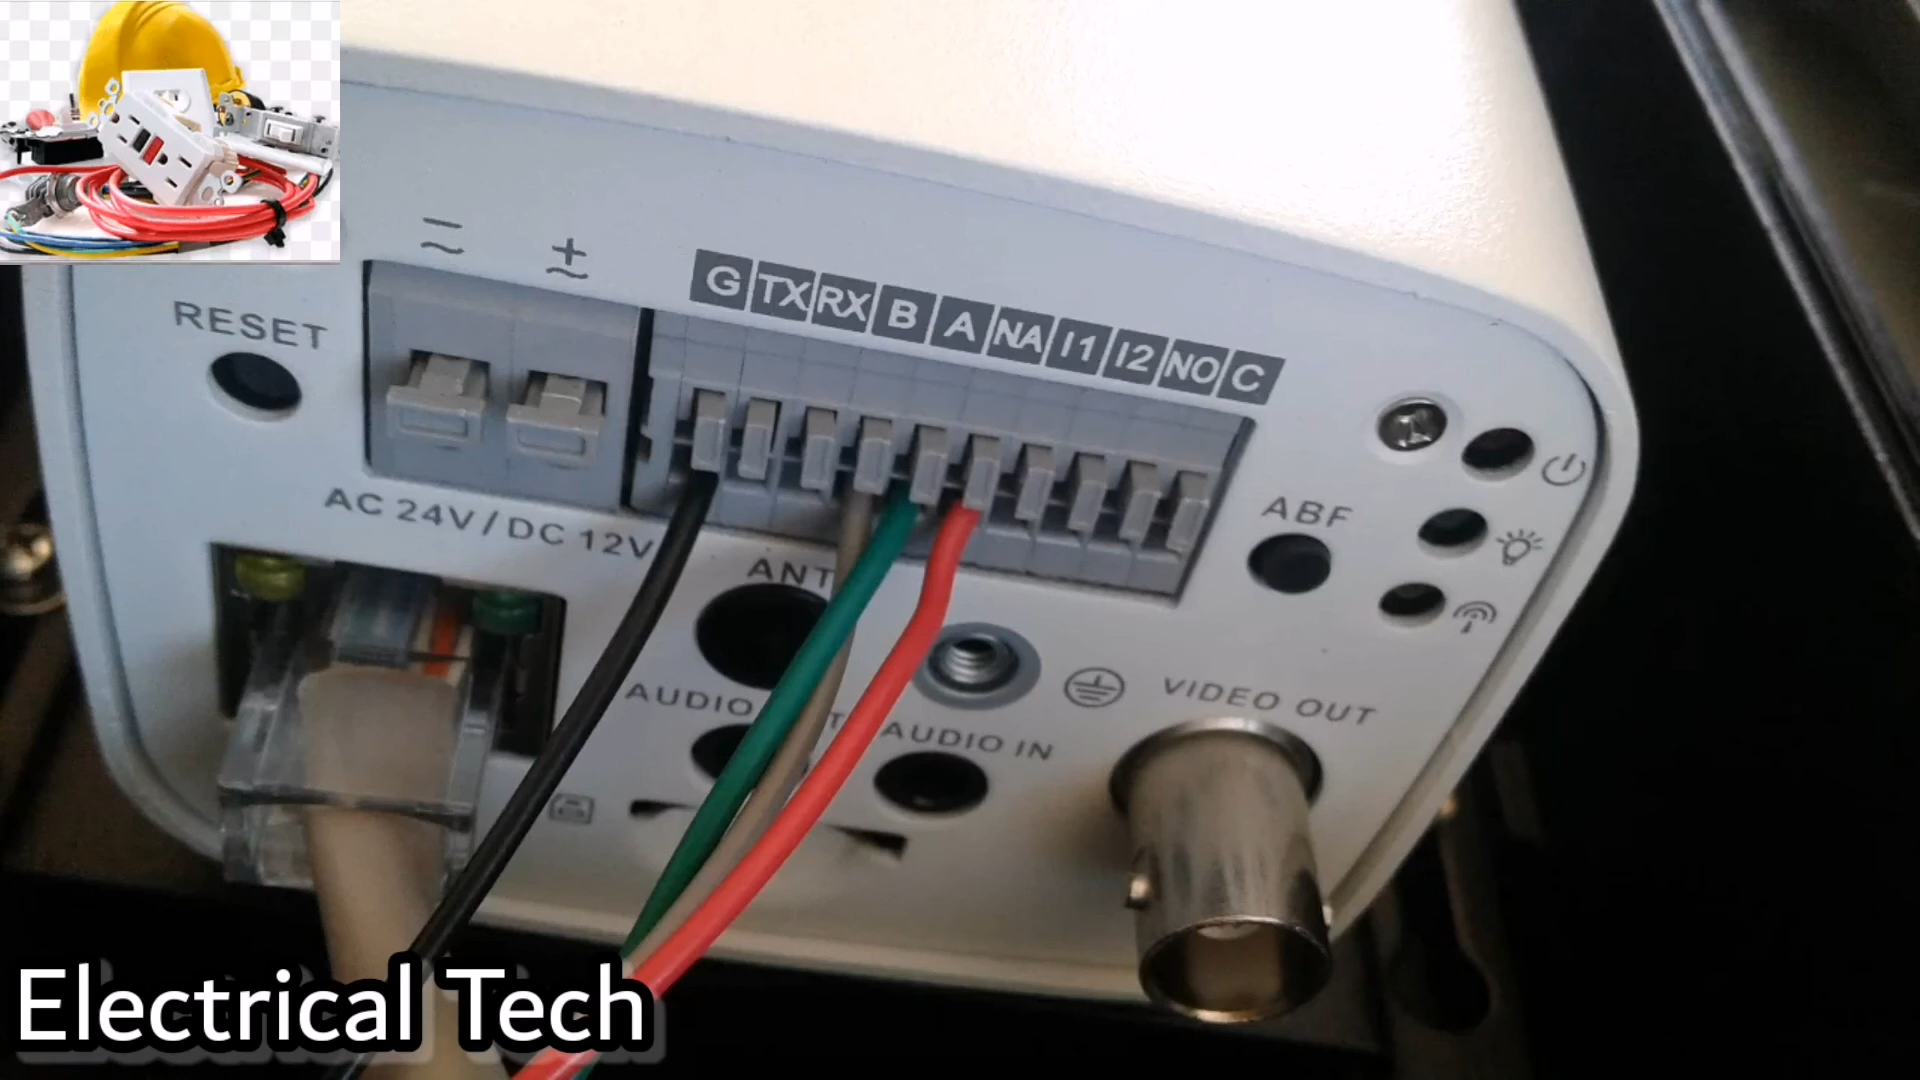 − +
G TX RX B A NA I1 I2 NO C
RESET
AC 24V / DC 12V
ABF
ANT
AUDIO T
AUDIO IN
VIDEO OUT
Electrical Tech